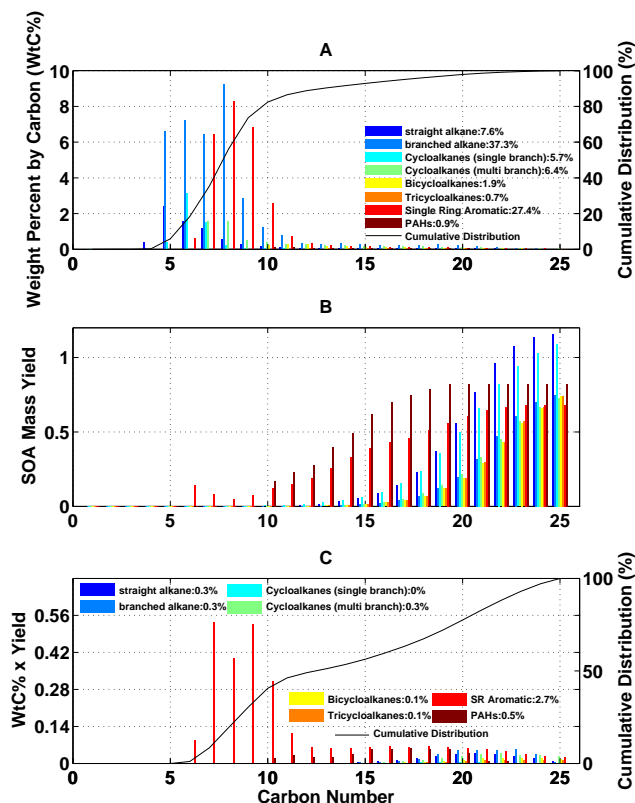 A
Weight Percent by Carbon (WtC%)
10
8
6
4
2
0
0
5
10
15
20
25
100
80
60
40
20
0
Cumulative Distribution (%)
straight alkane:7.6%
branched alkane:37.3%
Cycloalkanes (single branch):5.7%
Cycloalkanes (multi branch):6.4%
Bicycloalkanes:1.9%
Tricycloalkanes:0.7%
Single Ring Aromatic:27.4%
PAHs:0.9%
Cumulative Distribution
B
SOA Mass Yield
1
0.5
0
0
5
10
15
20
25
C
WtC% x Yield
0.56
0.42
0.28
0.14
0
0
5
10
15
20
25
Carbon Number
100
50
0
Cumulative Distribution (%)
straight alkane:0.3%
branched alkane:0.3%
Cycloalkanes (single branch):0%
Cycloalkanes (multi branch):0.3%
Bicycloalkanes:0.1%
Tricycloalkanes:0.1%
SR Aromatic:2.7%
PAHs:0.5%
Cumulative Distribution